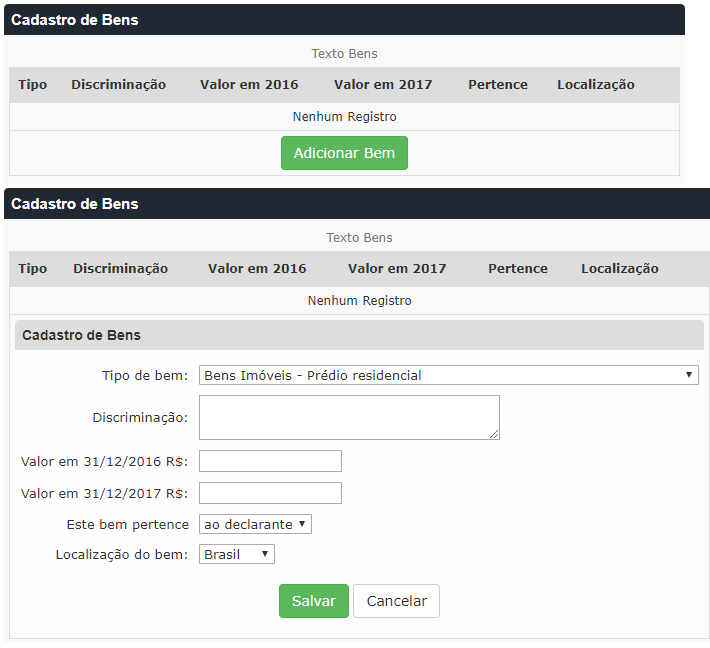 Cadastro de Bens
Texto Bens
Tipo Discriminação Valor em 2016 Valor em 2017 Pertence Localização
Nenhum Registro
Adicionar Bem
Cadastro de Bens
Texto Bens
Tipo Discriminação Valor em 2016 Valor em 2017 Pertence Localização
Nenhum Registro
Cadastro de Bens
Tipo de bem: Bens Imóveis - Prédio residencial
Discriminação:
Valor em 31/12/2016 R$:
Valor em 31/12/2017 R$:
Este bem pertence ao declarante
Localização do bem: Brasil
Salvar Cancelar